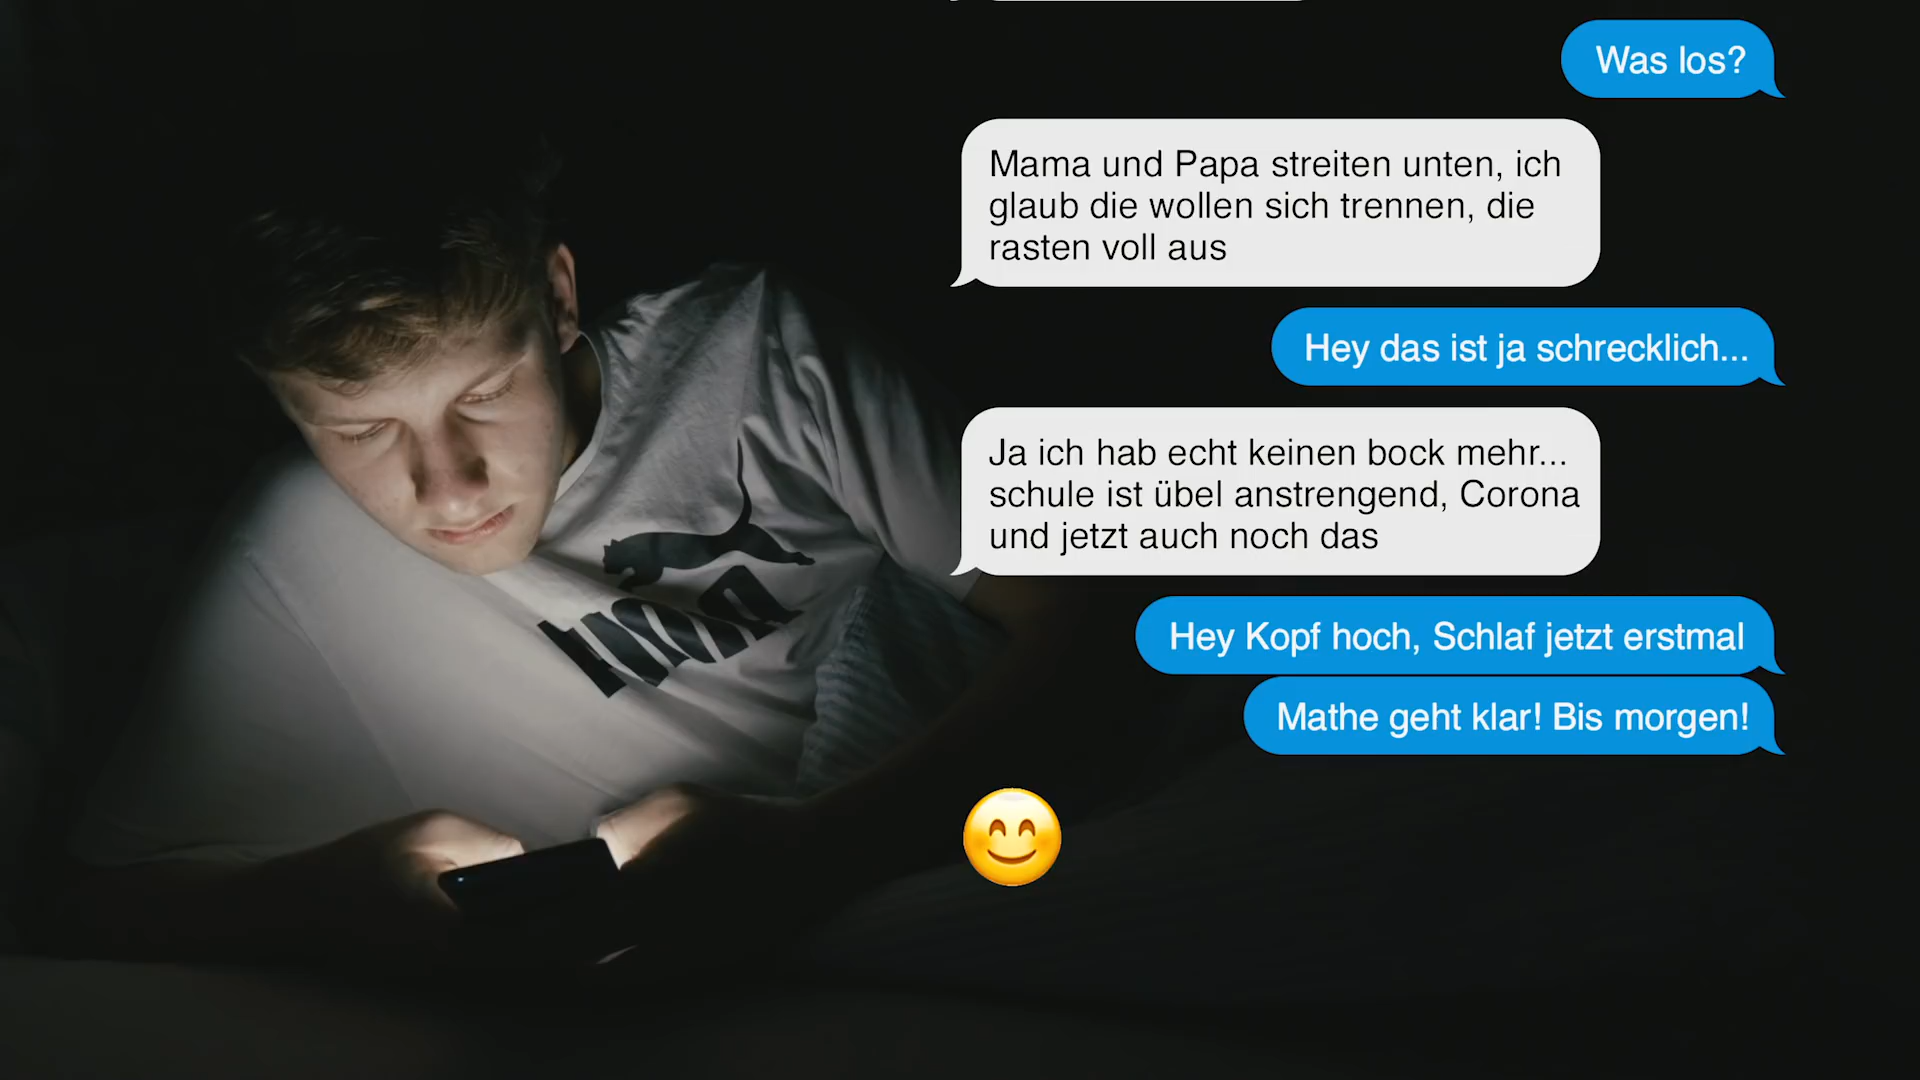 Was los?
Mama und Papa streiten unten, ich
glaub die wollen sich trennen, die
rasten voll aus
Hey das ist ja schrecklich...
Ja ich hab echt keinen bock mehr...
schule ist übel anstrengend, Corona
und jetzt auch noch das
Hey Kopf hoch, Schlaf jetzt erstmal
Mathe geht klar! Bis morgen!